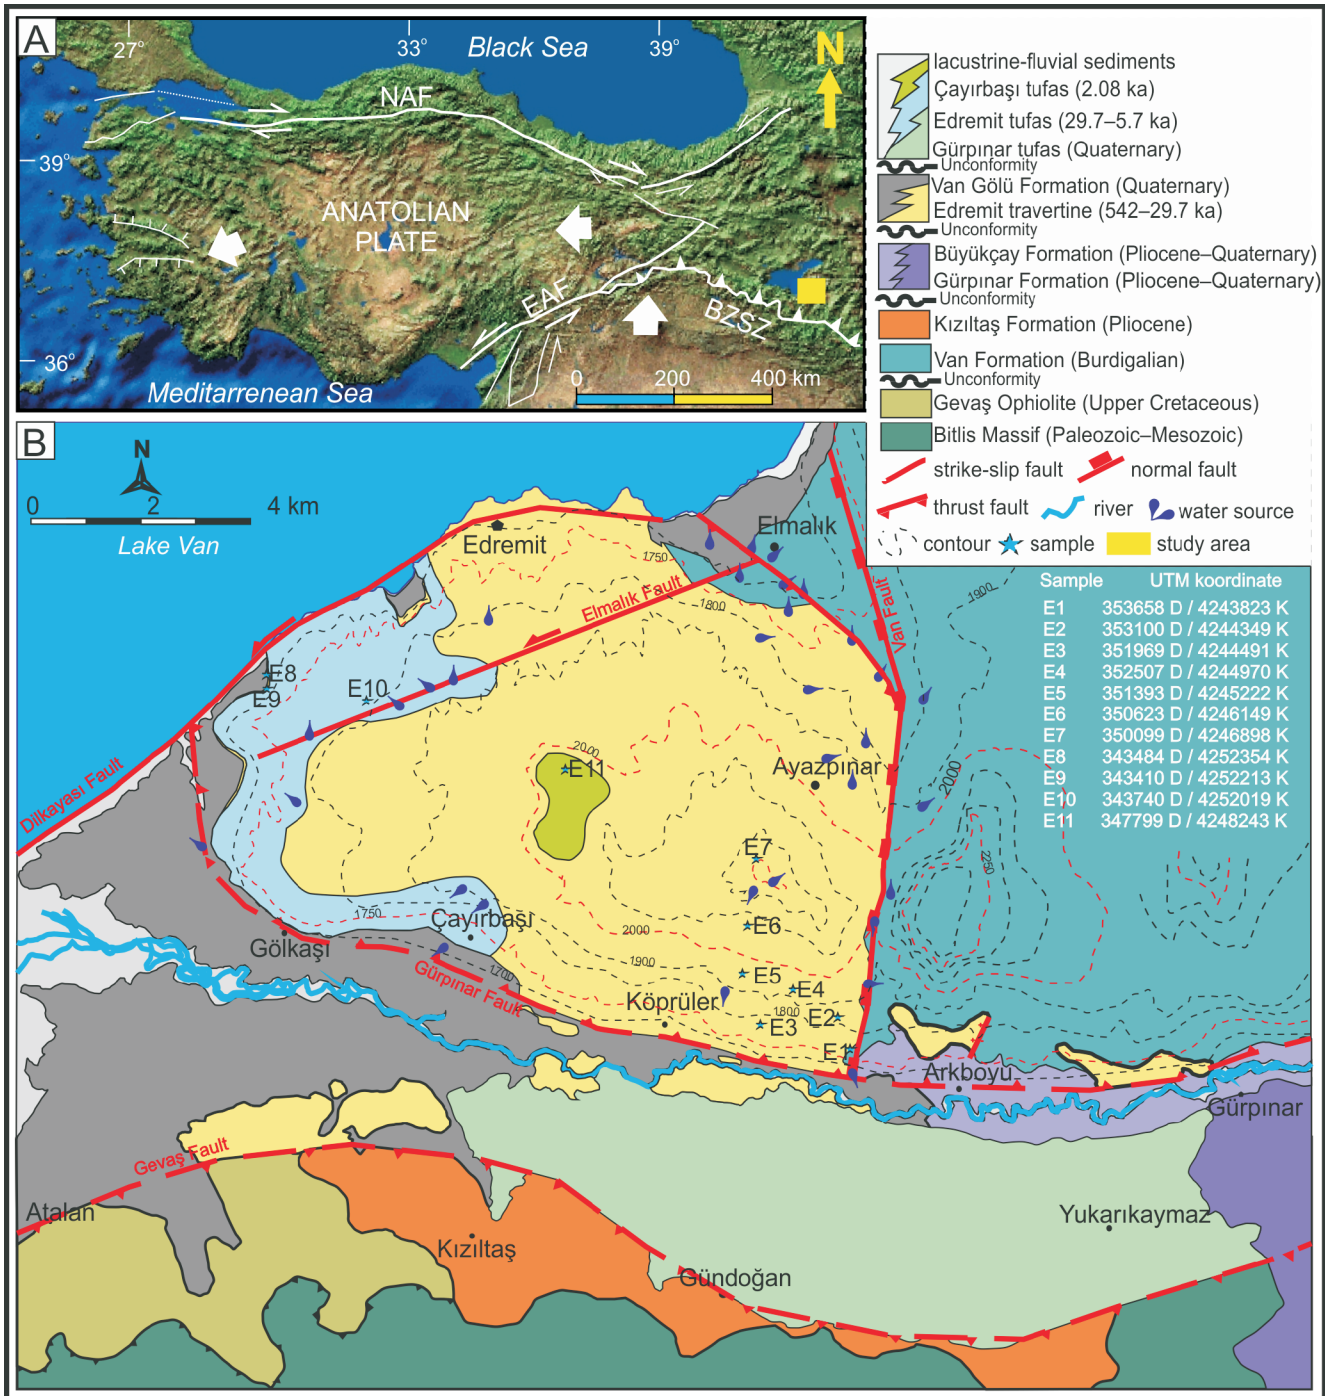 A
27°
33°
39°
Black Sea
N
NAF
39°
ANATOLIAN
PLATE
EAF
BZSZ
36°
Meditarrenean Sea
0 200 400 km
lacustrine-fluvial sediments
Çayırbaşı tufas (2.08 ka)
Edremit tufas (29.7–5.7 ka)
Gürpınar tufas (Quaternary)
Unconformity
Van Gölü Formation (Quaternary)
Edremit travertine (542–29.7 ka)
Unconformity
Büyükçay Formation (Pliocene–Quaternary)
Gürpınar Formation (Pliocene–Quaternary)
Unconformity
Kızıltaş Formation (Pliocene)
Van Formation (Burdigalian)
Unconformity
Gevaş Ophiolite (Upper Cretaceous)
Bitlis Massif (Paleozoic–Mesozoic)
strike-slip fault normal fault
thrust fault river water source
contour sample study area
B
N
0 2 4 km
Lake Van
Sample UTM koordinate
E1 353658 D / 4243823 K
E2 353100 D / 4244349 K
E3 351969 D / 4244491 K
E4 352507 D / 4244970 K
E5 351393 D / 4245222 K
E6 350623 D / 4246149 K
E7 350099 D / 4246898 K
E8 343484 D / 4252354 K
E9 343410 D / 4252213 K
E10 343740 D / 4252019 K
E11 347799 D / 4248243 K
Elmalık
Edremit
1750
1900
Elmalık Fault
1800
Van Fault
E8
E9
E10
2000
E11
Avazpınar
2000
Dilkayası Fault
E7
2250
1750
Çayırbaşı
E6
2000
Gölkaşı
1900
Gürpınar Fault
1700
E5
E4
Köprüler
1800
E3
E2
E1
Arkboyu
Gürpınar
Gevaş Fault
Atalan
Yukarıkaymaz
Kızıltaş
Gündoğan